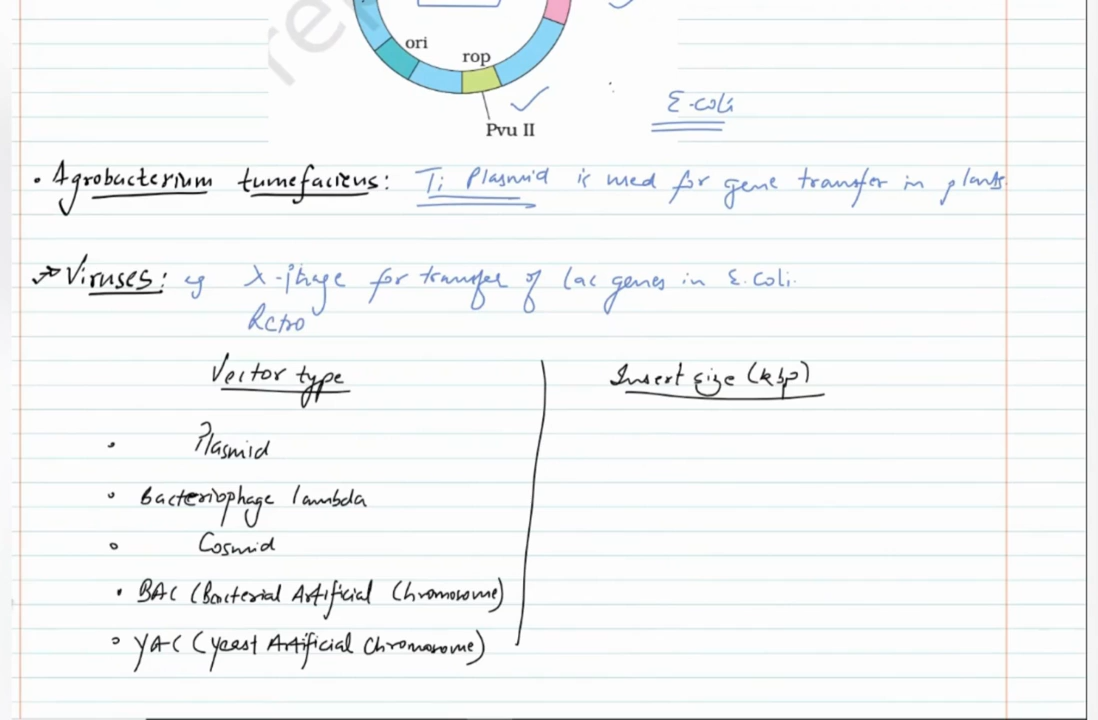 ori
rop
Pvu II
E. coli
• Agrobacterium tumefaciens: Ti Plasmid is used for gene transfer in plants
→ Viruses: eg λ-phage for transfer of lac genes in E. Coli.
Retro
Vector type
Insert size (kbp)
• Plasmid
• Bacteriophage lambda
• Cosmid
• BAC (Bacterial Artificial Chromosome)
• YAC (Yeast Artificial Chromosome)